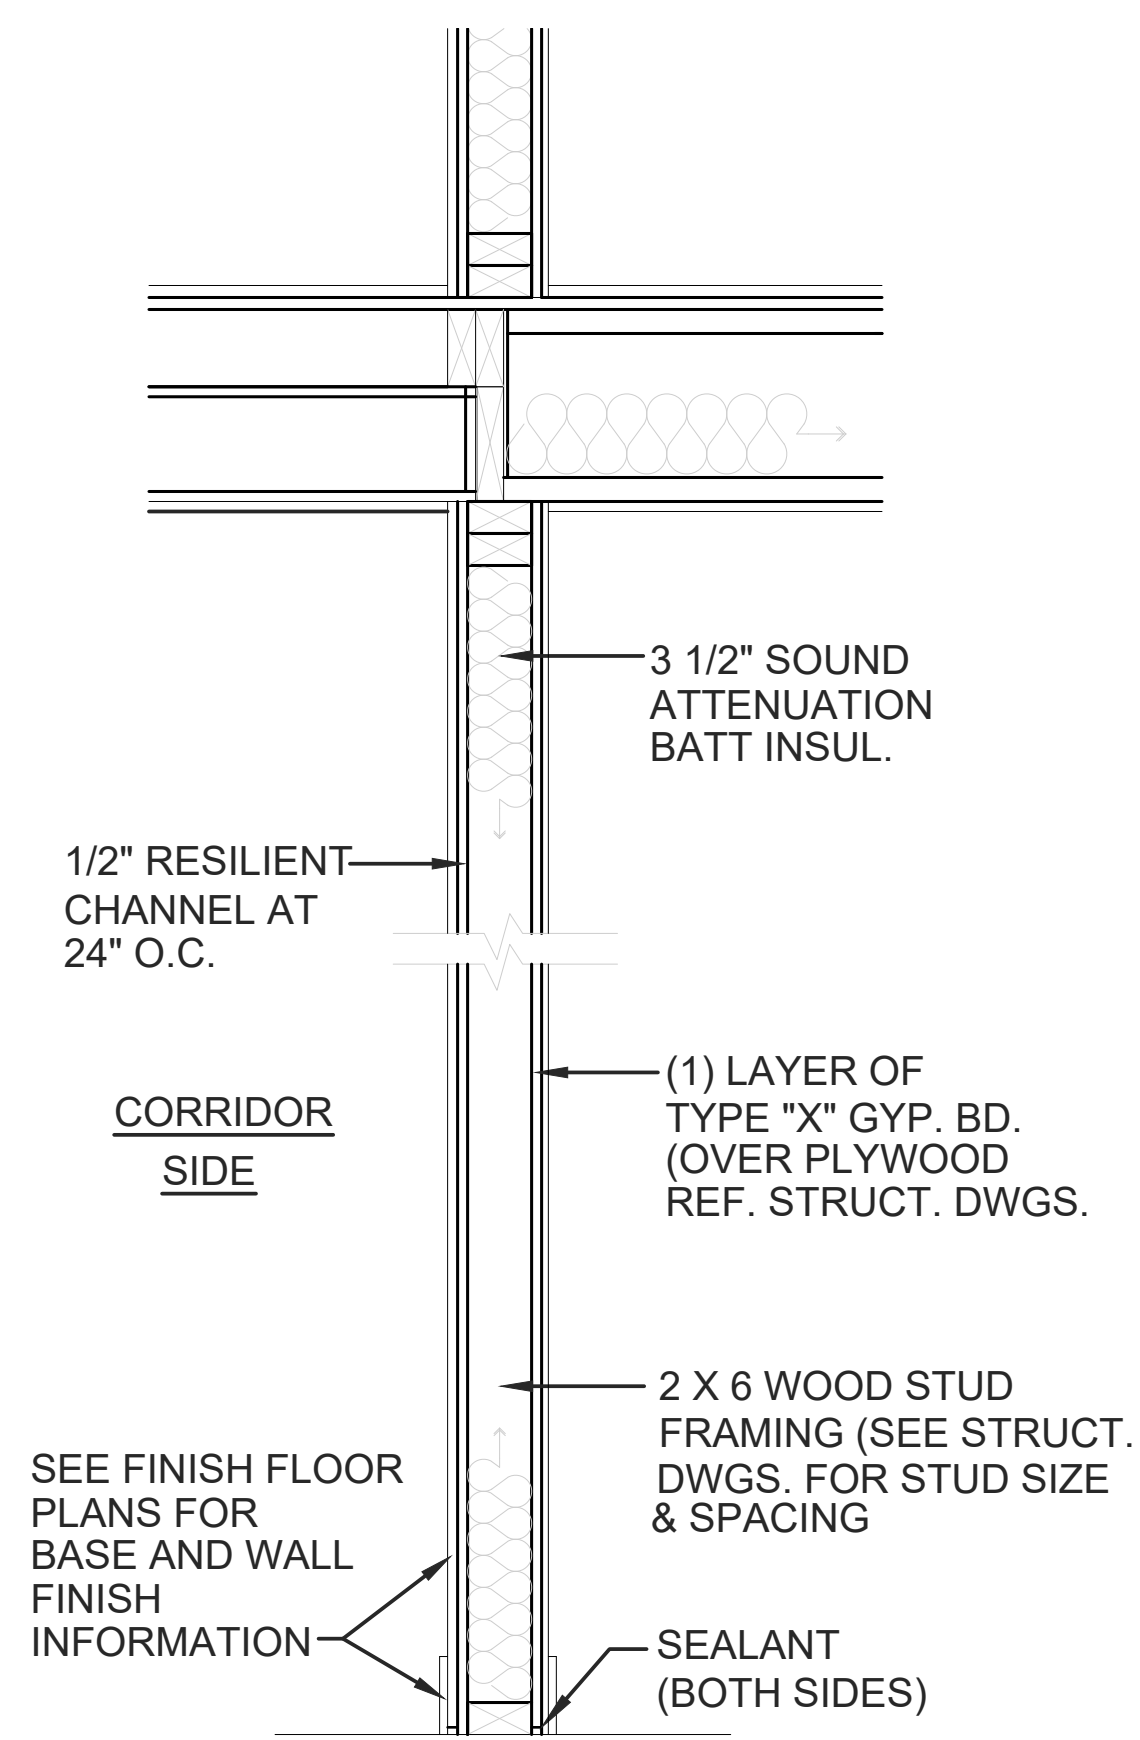 3 1/2" SOUND
ATTENUATION
BATT INSUL.
1/2" RESILIENT
CHANNEL AT
24" O.C.
(1) LAYER OF
TYPE "X" GYP. BD.
(OVER PLYWOOD
REF. STRUCT. DWGS.
CORRIDOR
SIDE
2 X 6 WOOD STUD
FRAMING (SEE STRUCT.
DWGS. FOR STUD SIZE
& SPACING
SEE FINISH FLOOR
PLANS FOR
BASE AND WALL
FINISH
INFORMATION
SEALANT
(BOTH SIDES)